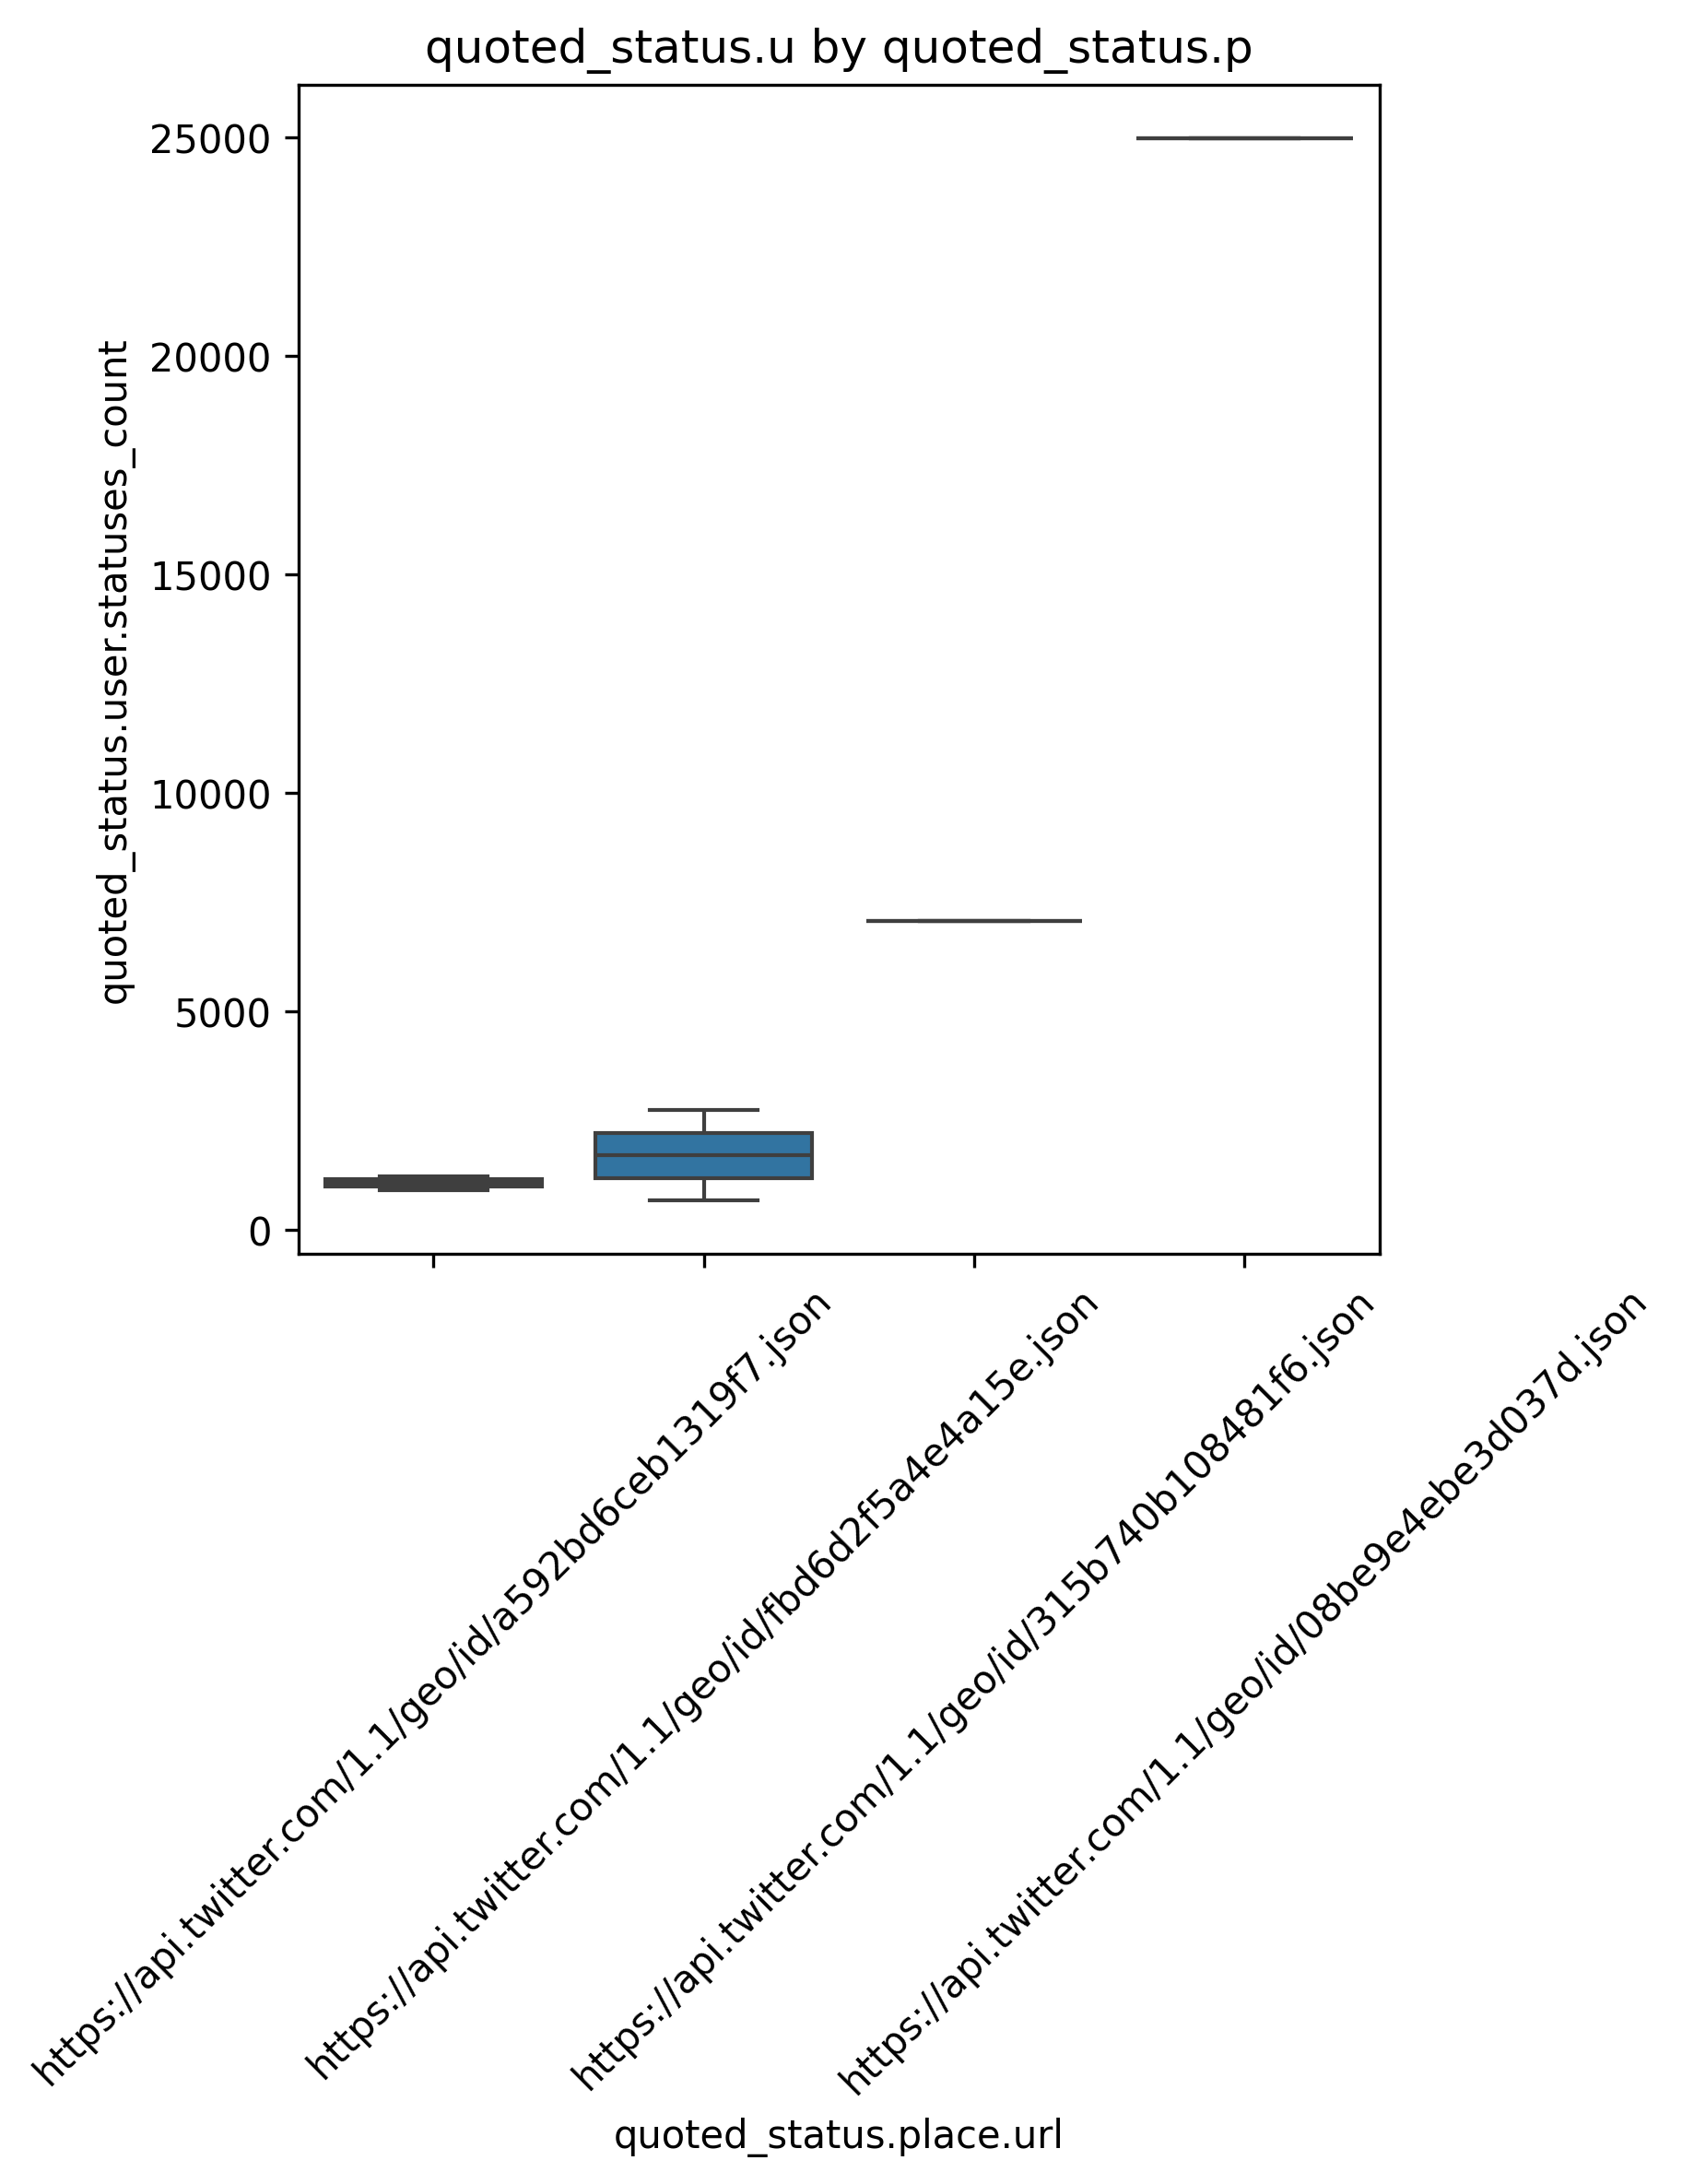 quoted_status.u by quoted_status.p
quoted_status.user.statuses_count
25000
20000
15000
10000
5000
0
https://api.twitter.com/1.1/geo/id/a592bd6ceb1319f7.json
https://api.twitter.com/1.1/geo/id/fbd6d2f5a4e4a15e.json
https://api.twitter.com/1.1/geo/id/315b740b108481f6.json
https://api.twitter.com/1.1/geo/id/08be9e4ebe3d037d.json
quoted_status.place.url